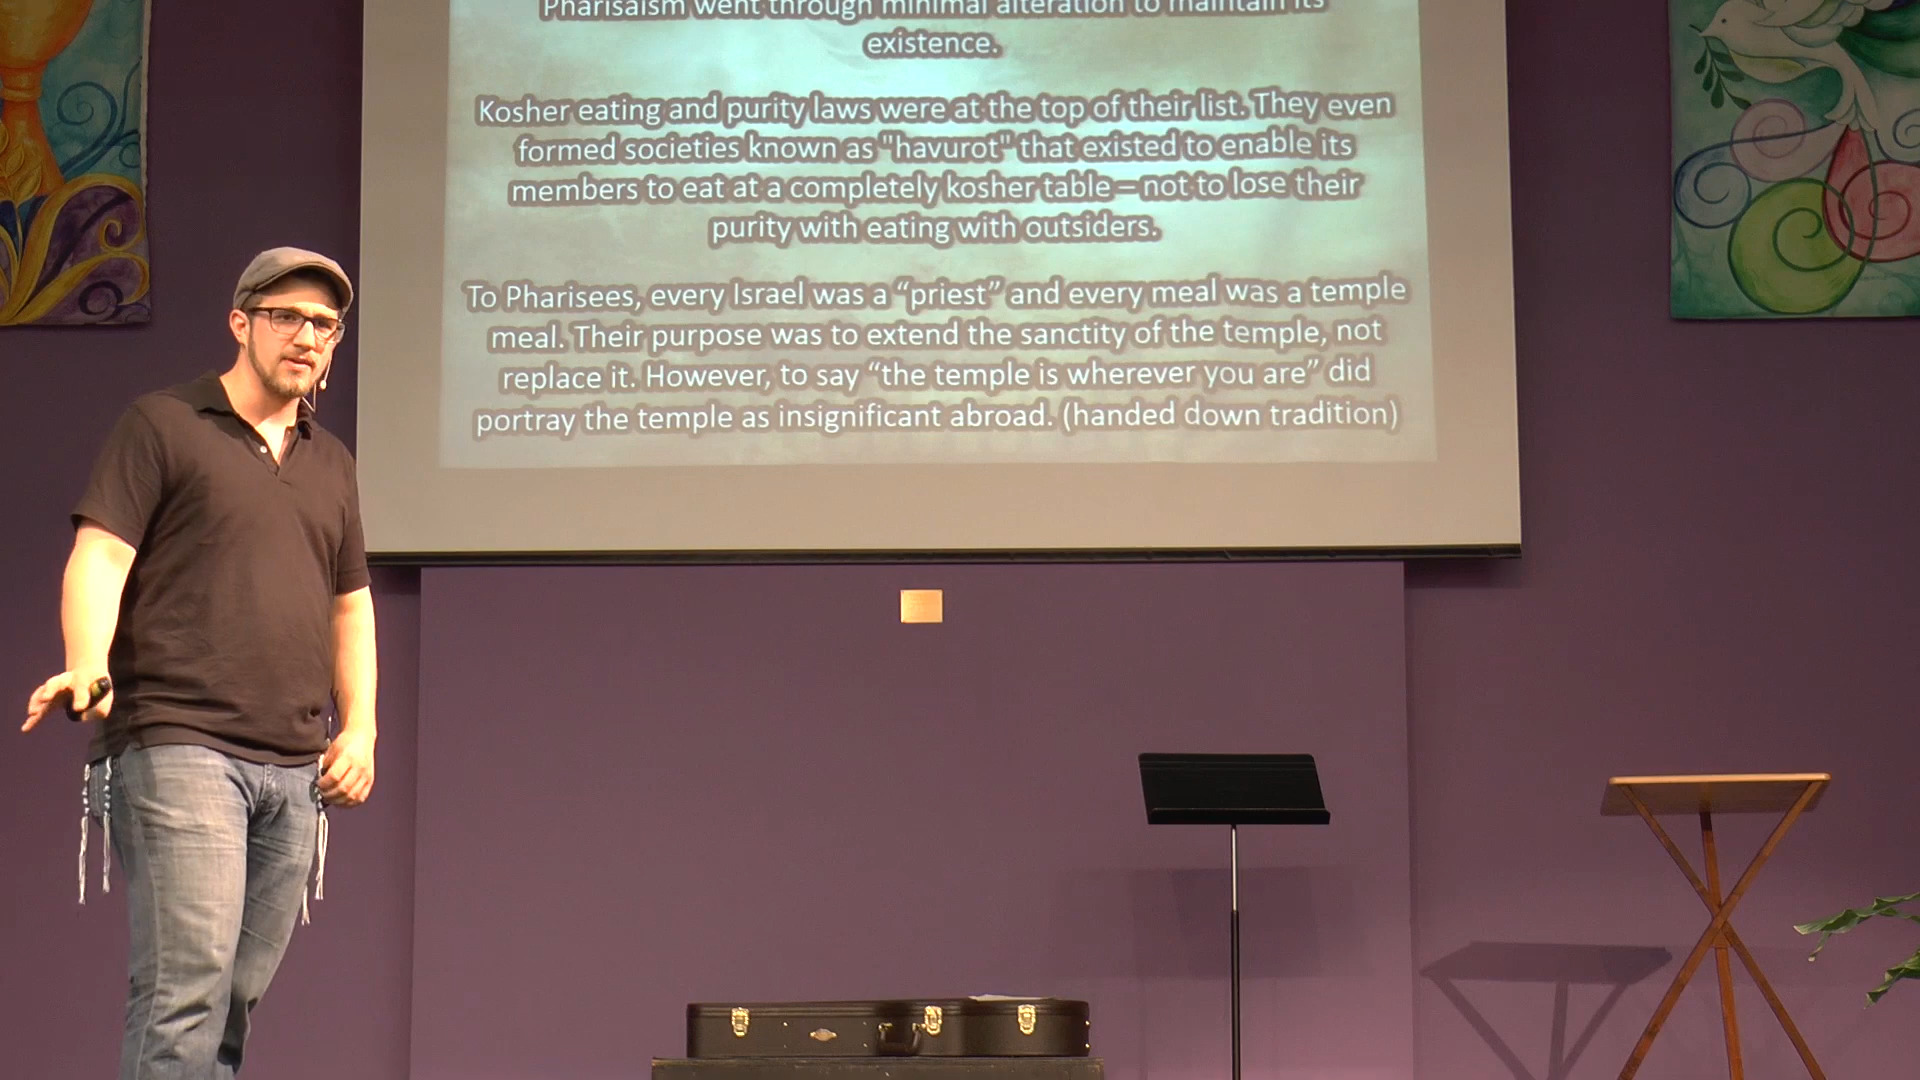 Pharisaism went through minimal alteration to maintain its
existence.
Kosher eating and purity laws were at the top of their list. They even
formed societies known as "havurot" that existed to enable its
members to eat at a completely kosher table – not to lose their
purity with eating with outsiders.
To Pharisees, every Israel was a “priest” and every meal was a temple
meal. Their purpose was to extend the sanctity of the temple, not
replace it. However, to say “the temple is wherever you are” did
portray the temple as insignificant abroad. (handed down tradition)